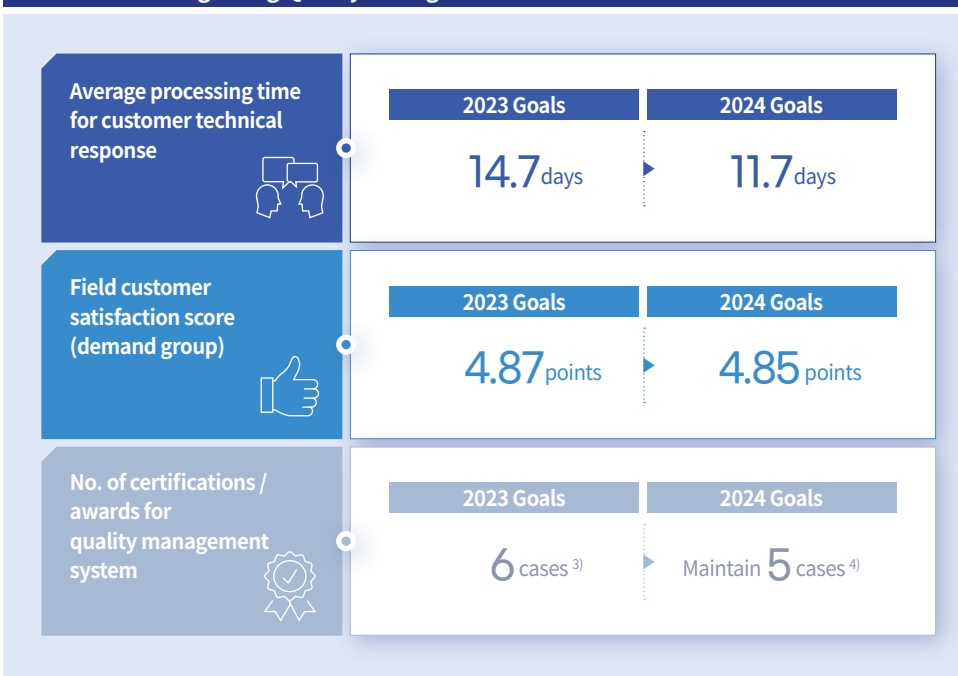 Average processing time
for customer technical
response
2023 Goals
2024 Goals
14.7 days
11.7 days
Field customer
satisfaction score
(demand group)
2023 Goals
2024 Goals
4.87 points
4.85 points
No. of certifications /
awards for
quality management
system
2023 Goals
2024 Goals
6 cases 3)
Maintain 5 cases 4)